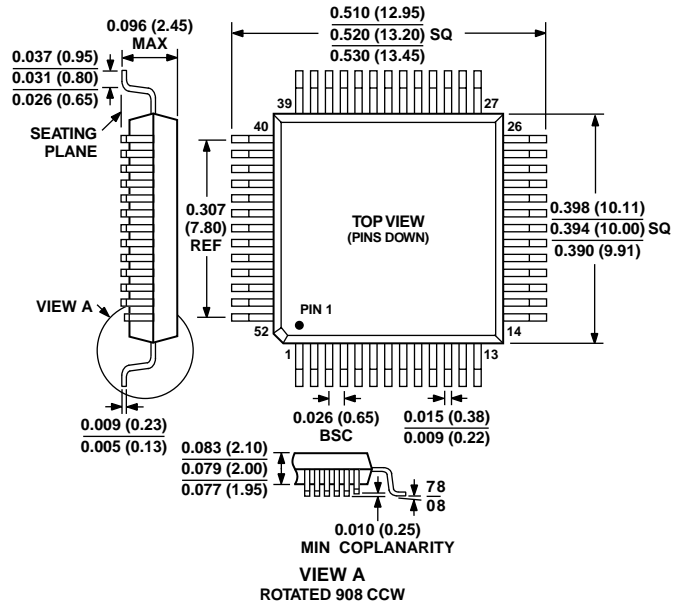 0.510 (12.95)
0.520 (13.20) SQ
0.530 (13.45)
0.096 (2.45)
MAX
0.037 (0.95)
0.031 (0.80)
0.026 (0.65)
39
27
40
26
SEATING
PLANE
0.307
(7.80)
REF
TOP VIEW
(PINS DOWN)
0.398 (10.11)
0.394 (10.00) SQ
0.390 (9.91)
VIEW A
PIN 1
52
14
1
13
0.026 (0.65)
BSC
0.015 (0.38)
0.009 (0.22)
0.009 (0.23)
0.005 (0.13)
0.083 (2.10)
0.079 (2.00)
0.077 (1.95)
78
08
0.010 (0.25)
MIN COPLANARITY
VIEW A
ROTATED 908 CCW